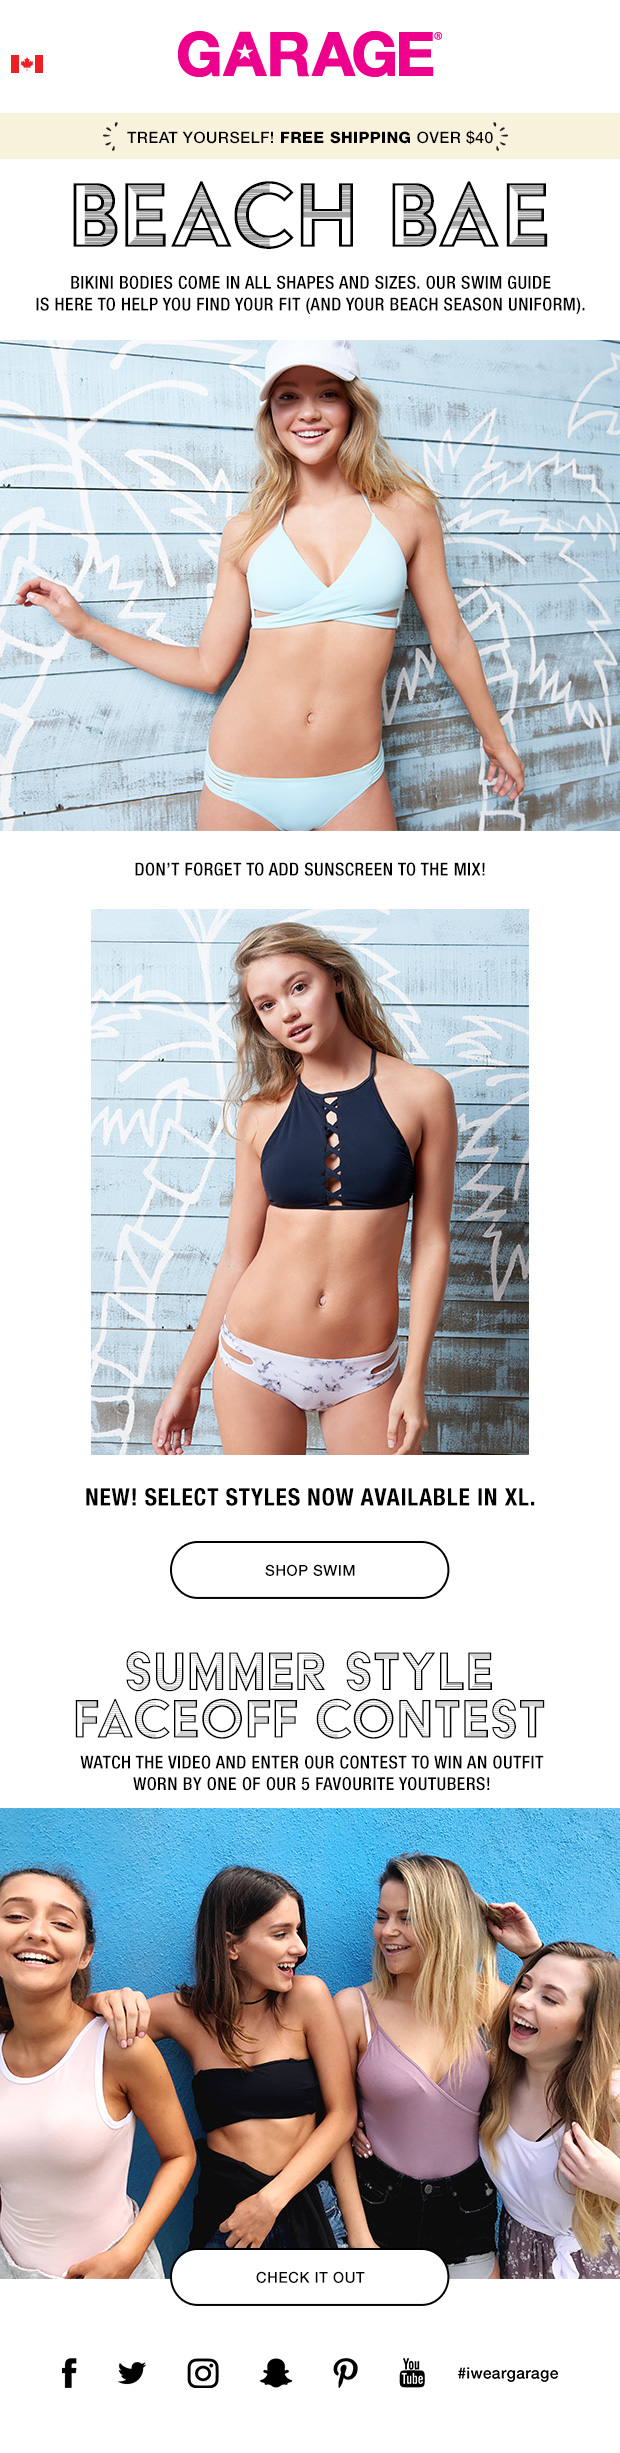 GARAGE®
TREAT YOURSELF! FREE SHIPPING OVER $40
BEACH BAE
BIKINI BODIES COME IN ALL SHAPES AND SIZES. OUR SWIM GUIDE
IS HERE TO HELP YOU FIND YOUR FIT (AND YOUR BEACH SEASON UNIFORM).
DON'T FORGET TO ADD SUNSCREEN TO THE MIX!
NEW! SELECT STYLES NOW AVAILABLE IN XL.
SHOP SWIM
SUMMER STYLE
FACEOFF CONTEST
WATCH THE VIDEO AND ENTER OUR CONTEST TO WIN AN OUTFIT
WORN BY ONE OF OUR 5 FAVOURITE YOUTUBERS!
CHECK IT OUT
You
Tube
#iweargarage